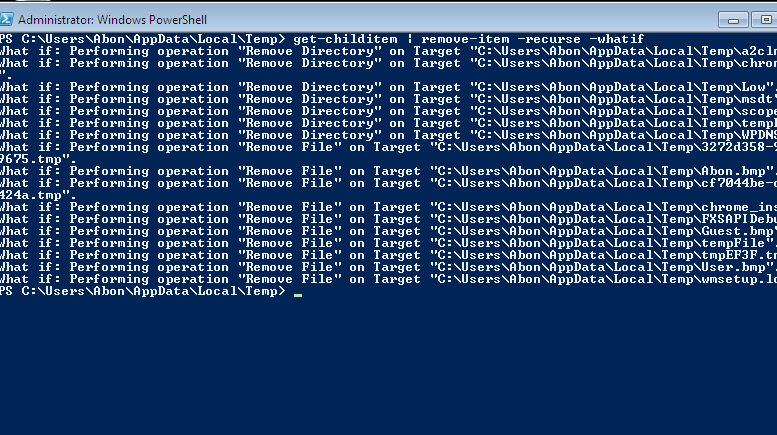 Administrator: Windows PowerShell
PS C:\Users\Abon\AppData\Local\Temp> get-childitem | remove-item -recurse -whatif
What if: Performing operation "Remove Directory" on Target "C:\Users\Abon\AppData\Local\Temp\a2cln
What if: Performing operation "Remove Directory" on Target "C:\Users\Abon\AppData\Local\Temp\chrom
".
What if: Performing operation "Remove Directory" on Target "C:\Users\Abon\AppData\Local\Temp\Low".
What if: Performing operation "Remove Directory" on Target "C:\Users\Abon\AppData\Local\Temp\msdt"
What if: Performing operation "Remove Directory" on Target "C:\Users\Abon\AppData\Local\Temp\scope
What if: Performing operation "Remove Directory" on Target "C:\Users\Abon\AppData\Local\Temp\templ
What if: Performing operation "Remove Directory" on Target "C:\Users\Abon\AppData\Local\Temp\WPDNS
What if: Performing operation "Remove File" on Target "C:\Users\Abon\AppData\Local\Temp\3272d358-9
9675.tmp".
What if: Performing operation "Remove File" on Target "C:\Users\Abon\AppData\Local\Temp\Abon.bmp".
What if: Performing operation "Remove File" on Target "C:\Users\Abon\AppData\Local\Temp\cf7044be-d
424a.tmp".
What if: Performing operation "Remove File" on Target "C:\Users\Abon\AppData\Local\Temp\chrome_ins
What if: Performing operation "Remove File" on Target "C:\Users\Abon\AppData\Local\Temp\FXSAPIDebu
What if: Performing operation "Remove File" on Target "C:\Users\Abon\AppData\Local\Temp\Guest.bmp"
What if: Performing operation "Remove File" on Target "C:\Users\Abon\AppData\Local\Temp\tempFile".
What if: Performing operation "Remove File" on Target "C:\Users\Abon\AppData\Local\Temp\tmpEF3F.tm
What if: Performing operation "Remove File" on Target "C:\Users\Abon\AppData\Local\Temp\User.bmp".
What if: Performing operation "Remove File" on Target "C:\Users\Abon\AppData\Local\Temp\wmsetup.lo
PS C:\Users\Abon\AppData\Local\Temp> _